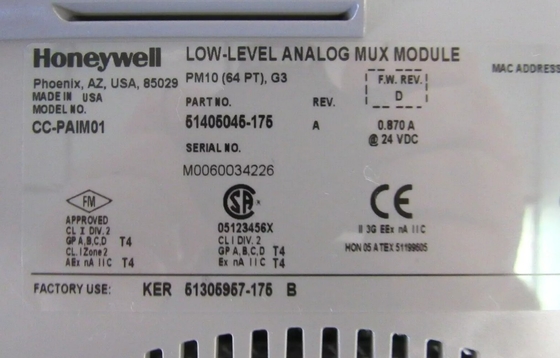 Honeywell LOW-LEVEL ANALOG MUX MODULE
Phoenix, AZ, USA, 85029 PM10 (64 PT), G3 F.W. REV. MAC ADDRESS
MADE IN USA D
MODEL NO. PART NO. REV.
CC-PAIM01 51405045-175 A 0.870 A
@ 24 VDC
SERIAL NO.
M0060034226
FM SA CE
APPROVED 05123456X II 3G EEx nA IIC
CL I DIV. 2 CL I DIV. 2
GP A,B,C,D T4 GP A,B,C,D T4 HON 05 ATEX 51199605
CL.IZone2 Ex nA IIC T4
AEx nA IIC T4
FACTORY USE: KER 51305957-175 B